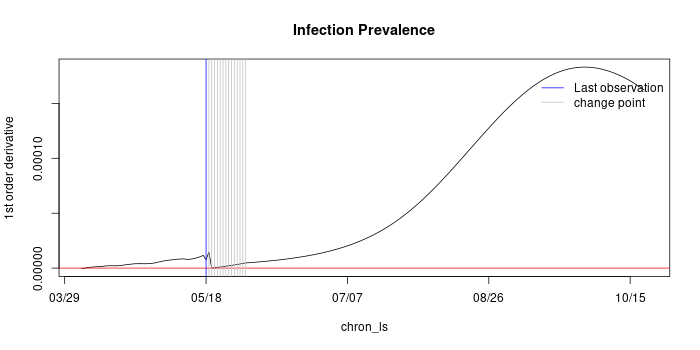 Infection Prevalence
1st order derivative
0.00010
0.00000
Last observation
change point
03/29
05/18
07/07
08/26
10/15
chron_ls